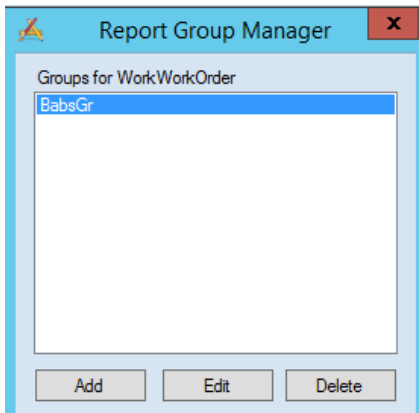 Report Group Manager
x
Groups for WorkWorkOrder
BabsGr
Add Edit Delete